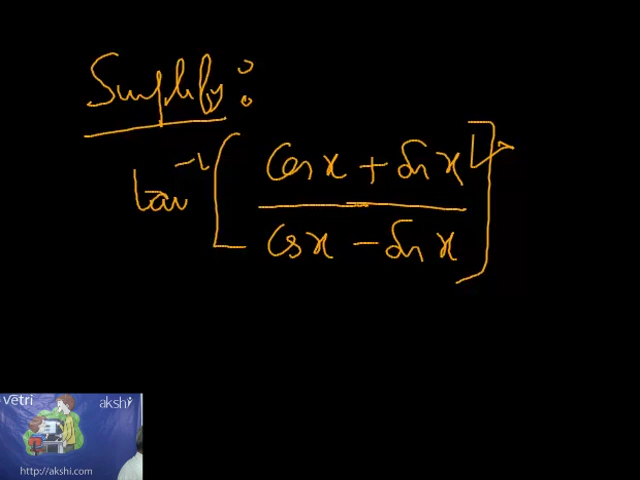 Simplify:
tan⁻¹ [ (cos x + sin x) / (cos x − sin x) ]
vetri akshi
http://akshi.com